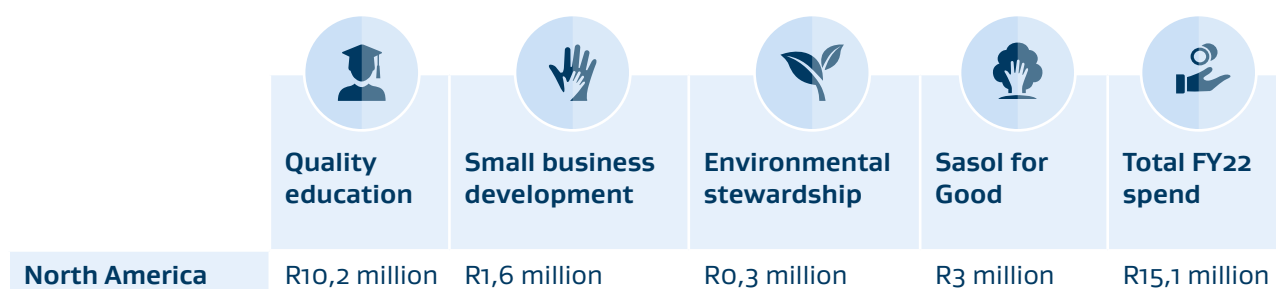 Quality education
Small business development
Environmental stewardship
Sasol for Good
Total FY22 spend
North America R10,2 million R1,6 million R0,3 million R3 million R15,1 million